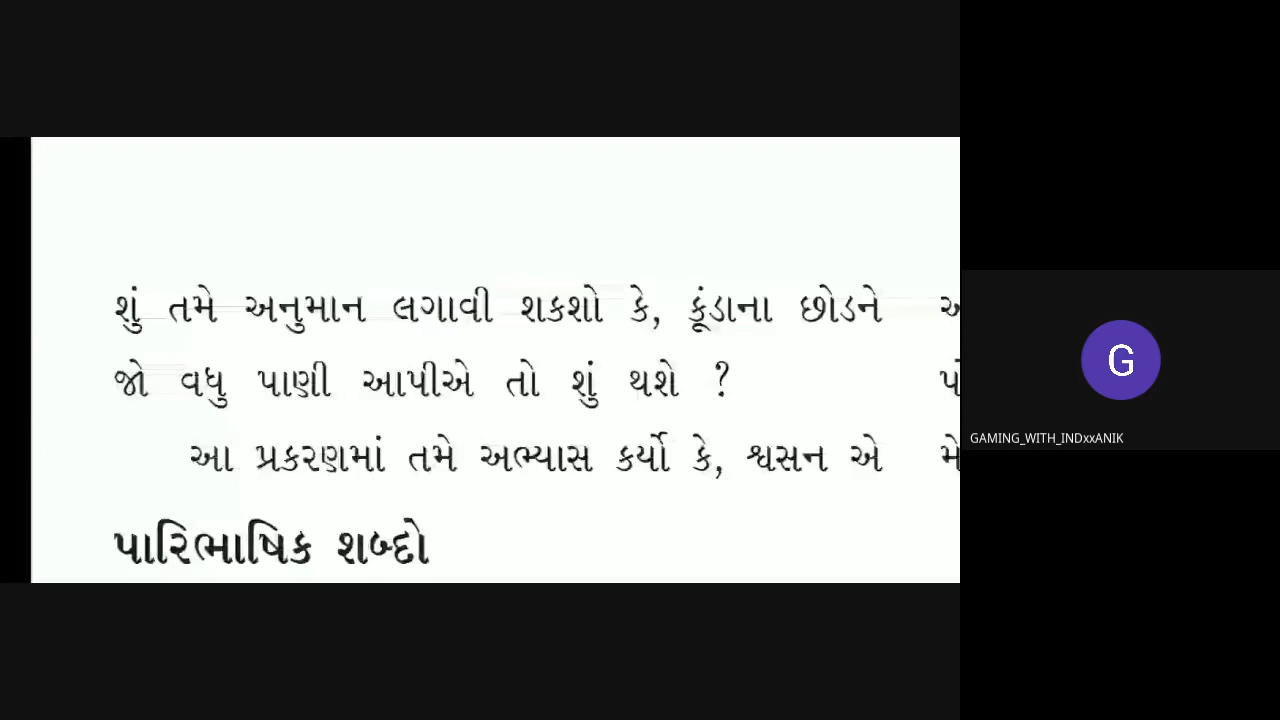 શું તમે અનુમાન લગાવી શકશો કે, કૂંડાના છોડને
જો વધુ પાણી આપીએ તો શું થશે ?
આ પ્રકરણમાં તમે અભ્યાસ કર્યો કે, શ્વસન એ
પારિભાષિક શબ્દો
G
GAMING_WITH_INDxxANIK